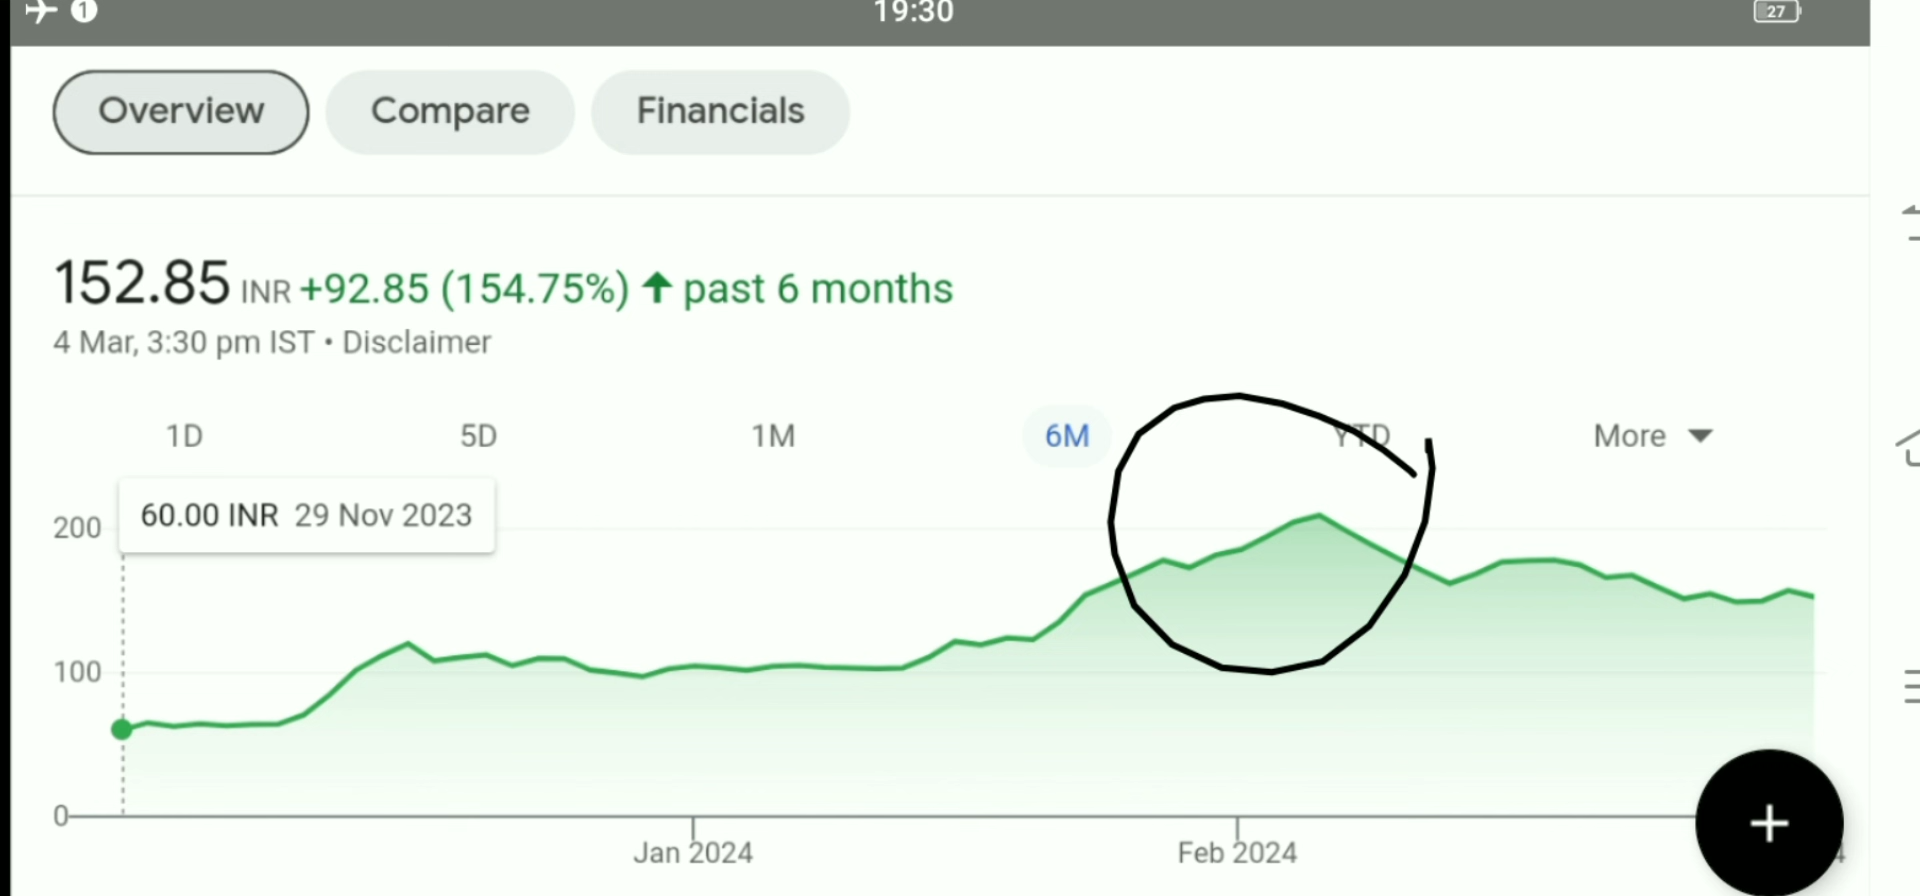 1 19:30 27
Overview Compare Financials
152.85 INR +92.85 (154.75%) ↑ past 6 months
4 Mar, 3:30 pm IST • Disclaimer
1D 5D 1M 6M YTD More
60.00 INR 29 Nov 2023
200
100
0
Jan 2024 Feb 2024